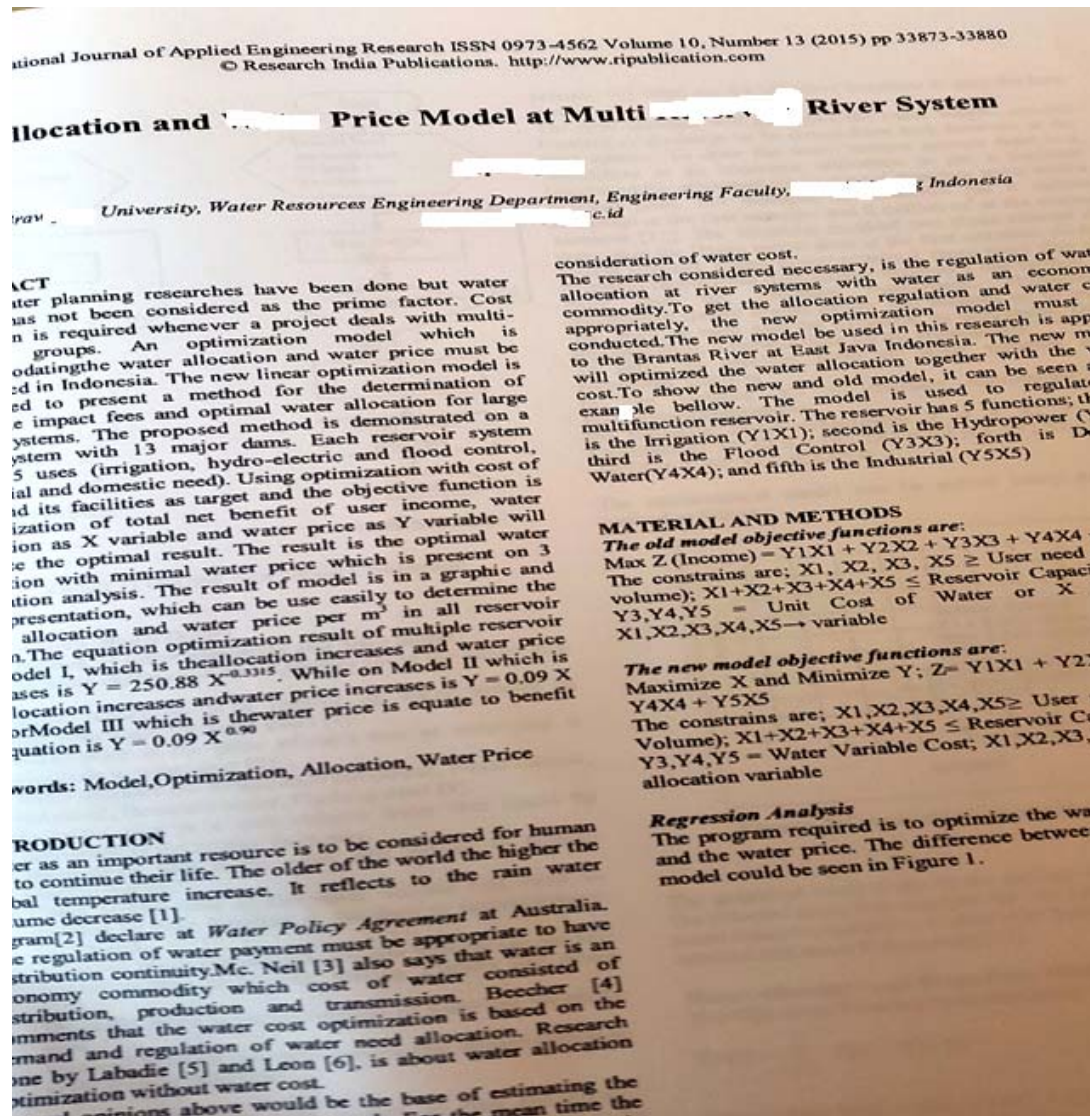 ational Journal of Applied Engineering Research ISSN 0973-4562 Volume 10, Number 13 (2015) pp 33873-33880
© Research India Publications. http://www.ripublication.com
llocation and Price Model at Multi River System
University, Water Resources Engineering Department, Engineering Faculty, Indonesia
c.id
ACT
ter planning researches have been done but water
has not been considered as the prime factor. Cost
n is required whenever a project deals with multi-
groups. An optimization model which is
odatingthe water allocation and water price must be
ed in Indonesia. The new linear optimization model is
ed to present a method for the determination of
e impact fees and optimal water allocation for large
ystems. The proposed method is demonstrated on a
ystem with 13 major dams. Each reservoir system
5 uses (irrigation, hydro-electric and flood control,
ial and domestic need). Using optimization with cost of
nd its facilities as target and the objective function is
ization of total net benefit of user income, water
ion as X variable and water price as Y variable will
e the optimal result. The result is the optimal water
tion with minimal water price which is present on 3
ation analysis. The result of model is in a graphic and
presentation, which can be use easily to determine the
allocation and water price per m³ in all reservoir
n.The equation optimization result of multiple reservoir
odel I, which is theallocation increases and water price
ases is Y = 250.88 X⁻⁰·³³¹⁵. While on Model II which is
location increases andwater price increases is Y = 0.09 X
orModel III which is thewater price is equate to benefit
quation is Y = 0.09 X ⁰·⁹⁰
words: Model,Optimization, Allocation, Water Price
RODUCTION
er as an important resource is to be considered for human
to continue their life. The older of the world the higher the
bal temperature increase. It reflects to the rain water
ume decrease [1].
gram[2] declare at Water Policy Agreement at Australia.
e regulation of water payment must be appropriate to have
stribution continuity.Mc. Neil [3] also says that water is an
onomy commodity which cost of water consisted of
stribution, production and transmission. Beecher [4]
mments that the water cost optimization is based on the
emand and regulation of water need allocation. Research
one by Labadie [5] and Leon [6], is about water allocation
ptimization without water cost.
opinions above would be the base of estimating the
the mean time the
consideration of water cost.
The research considered necessary, is the regulation of wat
allocation at river systems with water as an econom
commodity.To get the allocation regulation and water c
appropriately, the new optimization model must
conducted.The new model be used in this research is app
to the Brantas River at East Java Indonesia. The new m
will optimized the water allocation together with the w
cost.To show the new and old model, it can be seen a
example bellow. The model is used to regulate
multifunction reservoir. The reservoir has 5 functions; th
is the Irrigation (Y1X1); second is the Hydropower (Y
third is the Flood Control (Y3X3); forth is Do
Water(Y4X4); and fifth is the Industrial (Y5X5)
MATERIAL AND METHODS
The old model objective functions are:
Max Z (Income) = Y1X1 + Y2X2 + Y3X3 + Y4X4 +
The constrains are; X1, X2, X3, X5 ≥ User need
volume); X1+X2+X3+X4+X5 ≤ Reservoir Capaci
Y3,Y4,Y5 = Unit Cost of Water or X
X1,X2,X3,X4,X5→ variable
The new model objective functions are:
Maximize X and Minimize Y; Z= Y1X1 + Y2X
Y4X4 + Y5X5
The constrains are; X1,X2,X3,X4,X5≥ User
Volume); X1+X2+X3+X4+X5 ≤ Reservoir C
Y3,Y4,Y5 = Water Variable Cost; X1,X2,X3,
allocation variable
Regression Analysis
The program required is to optimize the wa
and the water price. The difference betwee
model could be seen in Figure 1.